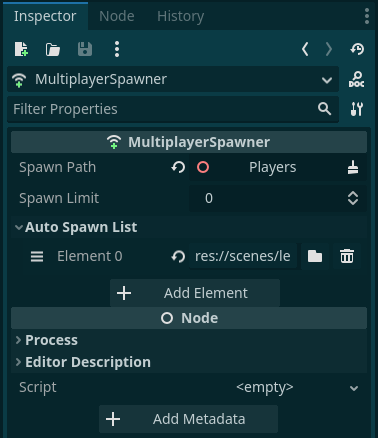 Inspector Node History
MultiplayerSpawner
DOC
Filter Properties
MultiplayerSpawner
Spawn Path Players
Spawn Limit 0
Auto Spawn List
Element 0 res://scenes/le
Add Element
Node
Process
Editor Description
Script <empty>
Add Metadata